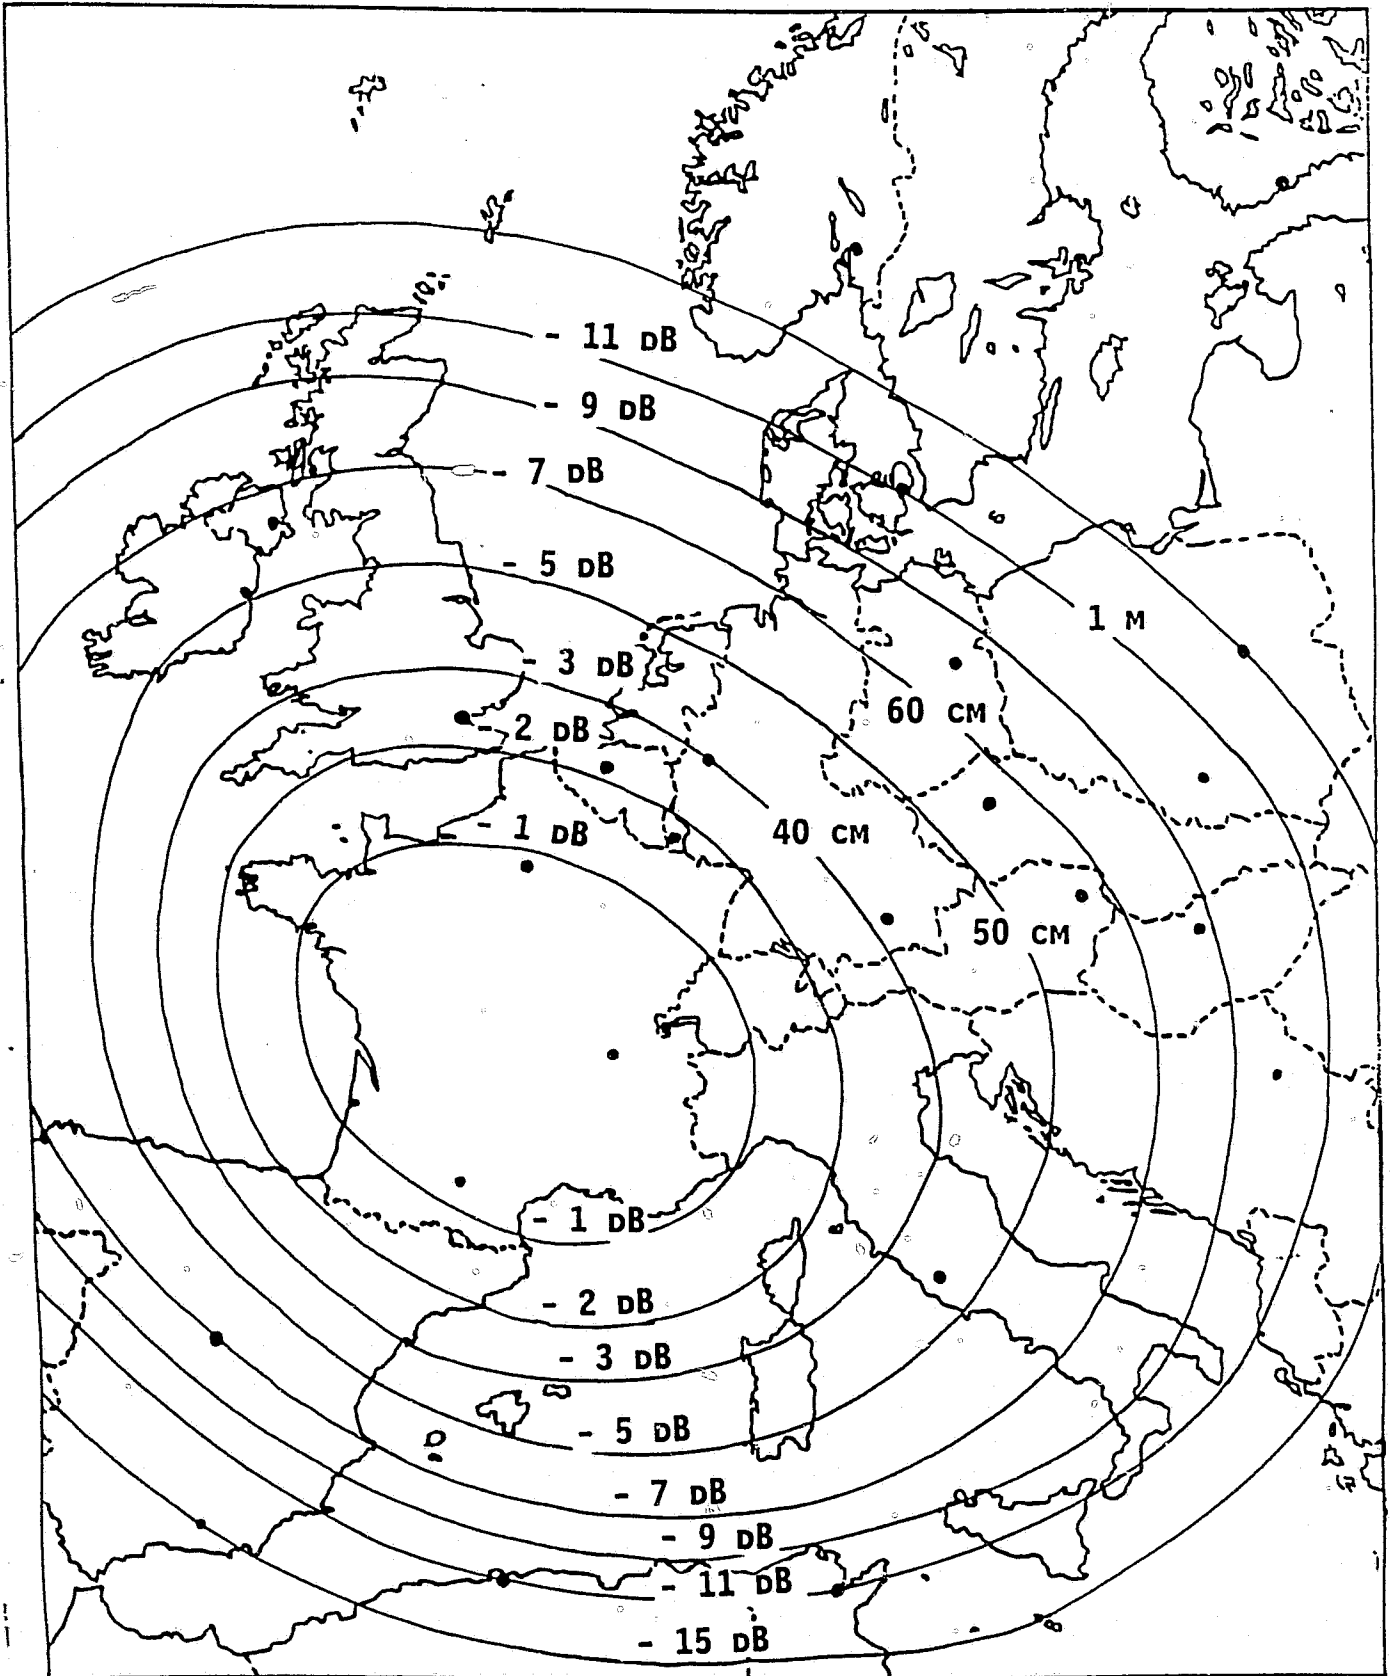 - 11 dB
- 9 dB
- 7 dB
- 5 dB
1 m
- 3 dB
60 cm
- 2 dB
- 1 dB
40 cm
50 cm
- 1 dB
- 2 dB
- 3 dB
- 5 dB
- 7 dB
- 9 dB
- 11 dB
- 15 dB